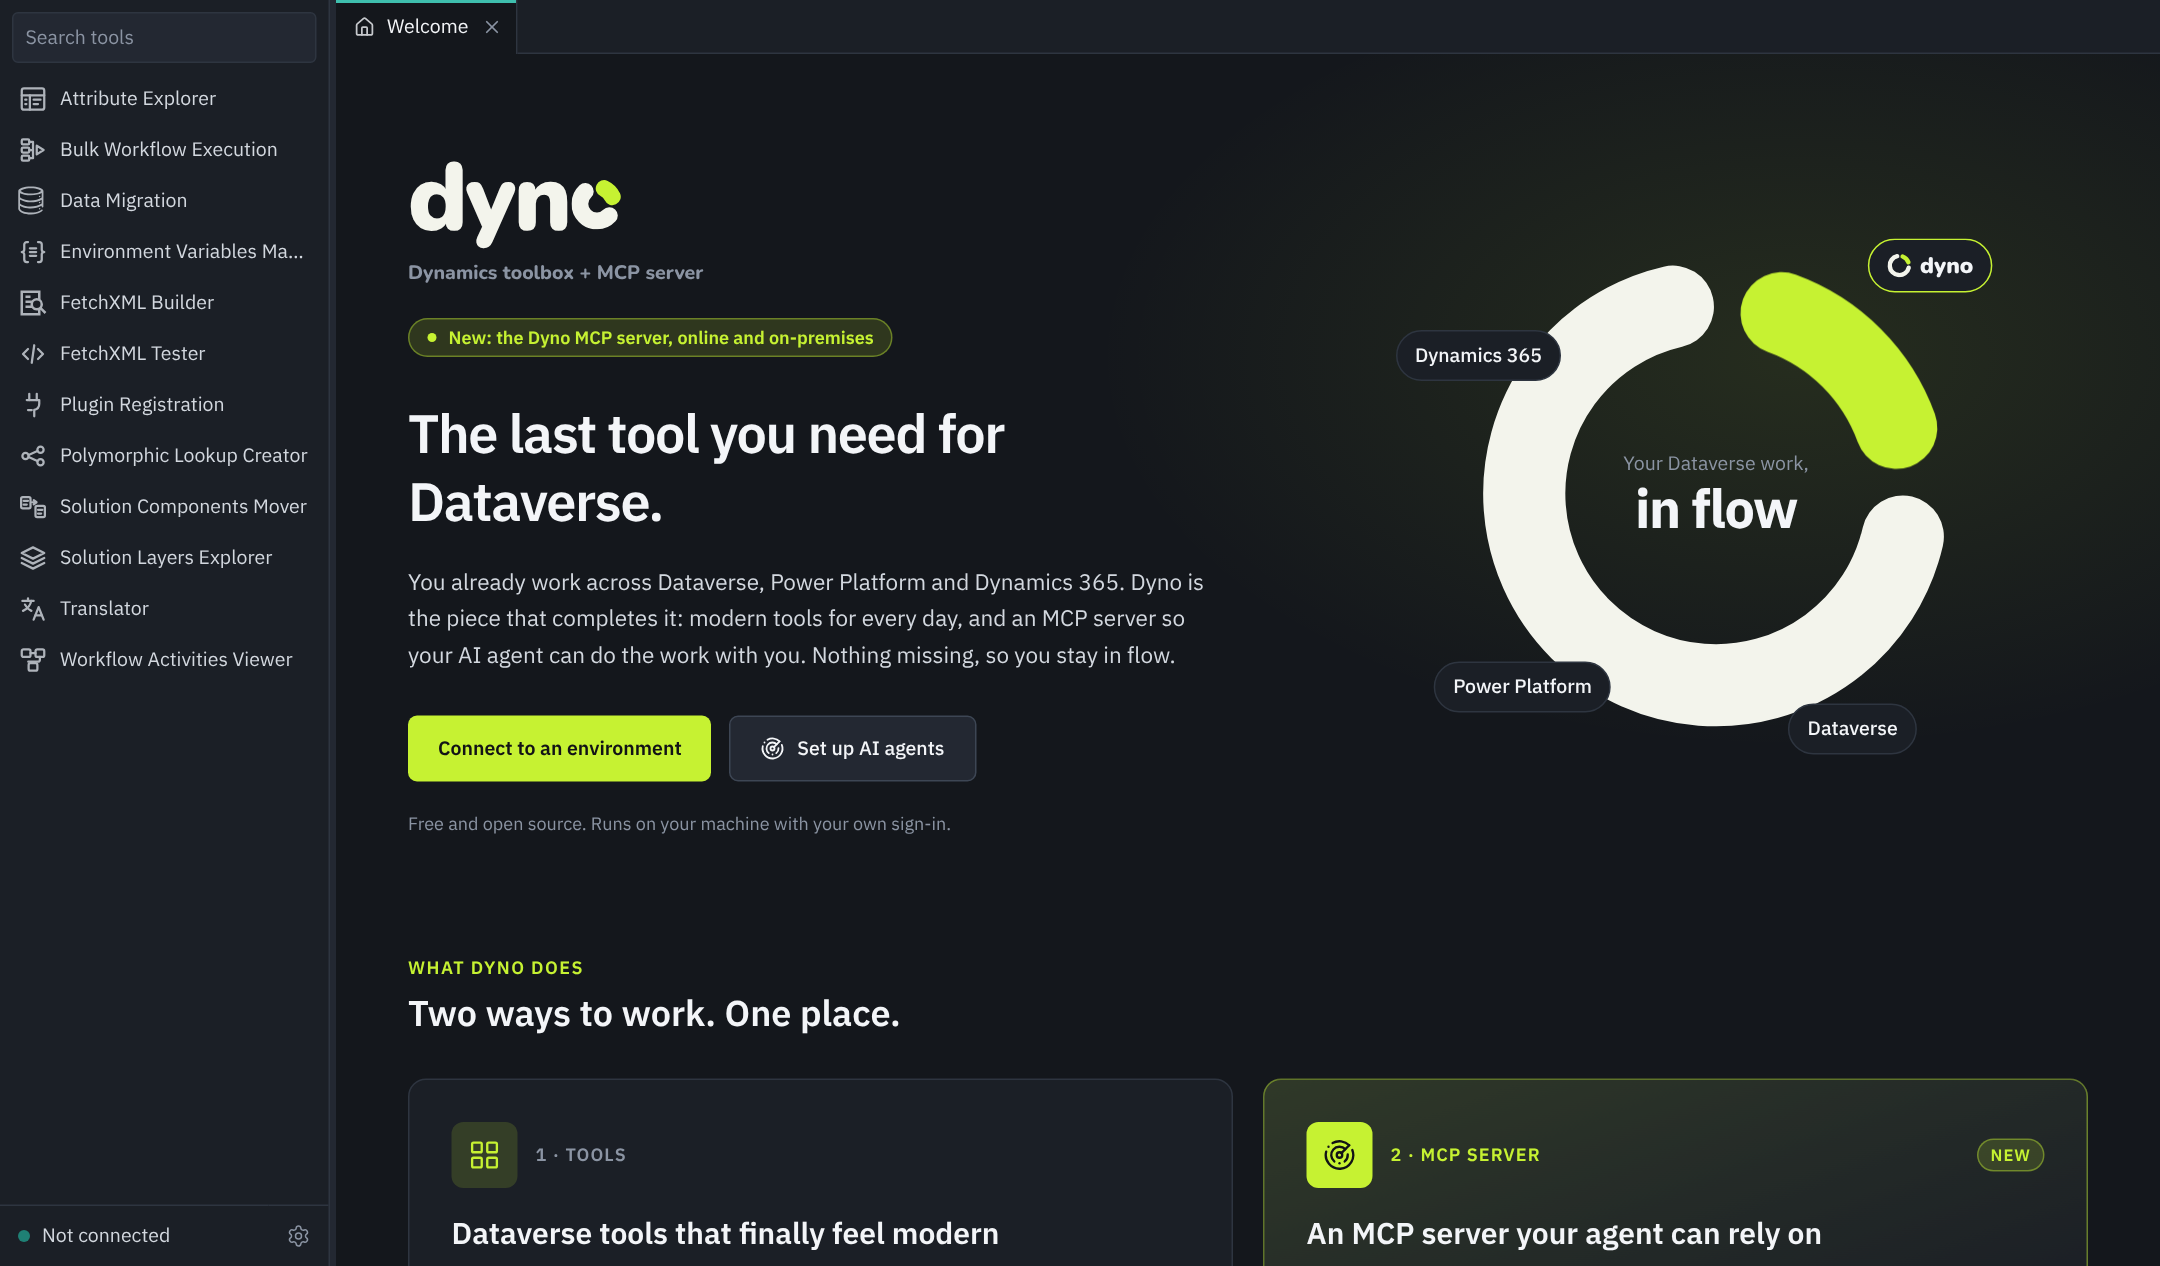 Search tools
Attribute Explorer
Bulk Workflow Execution
Data Migration
Environment Variables Ma...
FetchXML Builder
FetchXML Tester
Plugin Registration
Polymorphic Lookup Creator
Solution Components Mover
Solution Layers Explorer
Translator
Workflow Activities Viewer
Not connected
Welcome
dyno
Dynamics toolbox + MCP server
New: the Dyno MCP server, online and on-premises
The last tool you need for
Dataverse.
You already work across Dataverse, Power Platform and Dynamics 365. Dyno is
the piece that completes it: modern tools for every day, and an MCP server so
your AI agent can do the work with you. Nothing missing, so you stay in flow.
Connect to an environment
Set up AI agents
Free and open source. Runs on your machine with your own sign-in.
dyno
Dynamics 365
Your Dataverse work,
in flow
Power Platform
Dataverse
WHAT DYNO DOES
Two ways to work. One place.
1 · TOOLS
Dataverse tools that finally feel modern
2 · MCP SERVER
NEW
An MCP server your agent can rely on